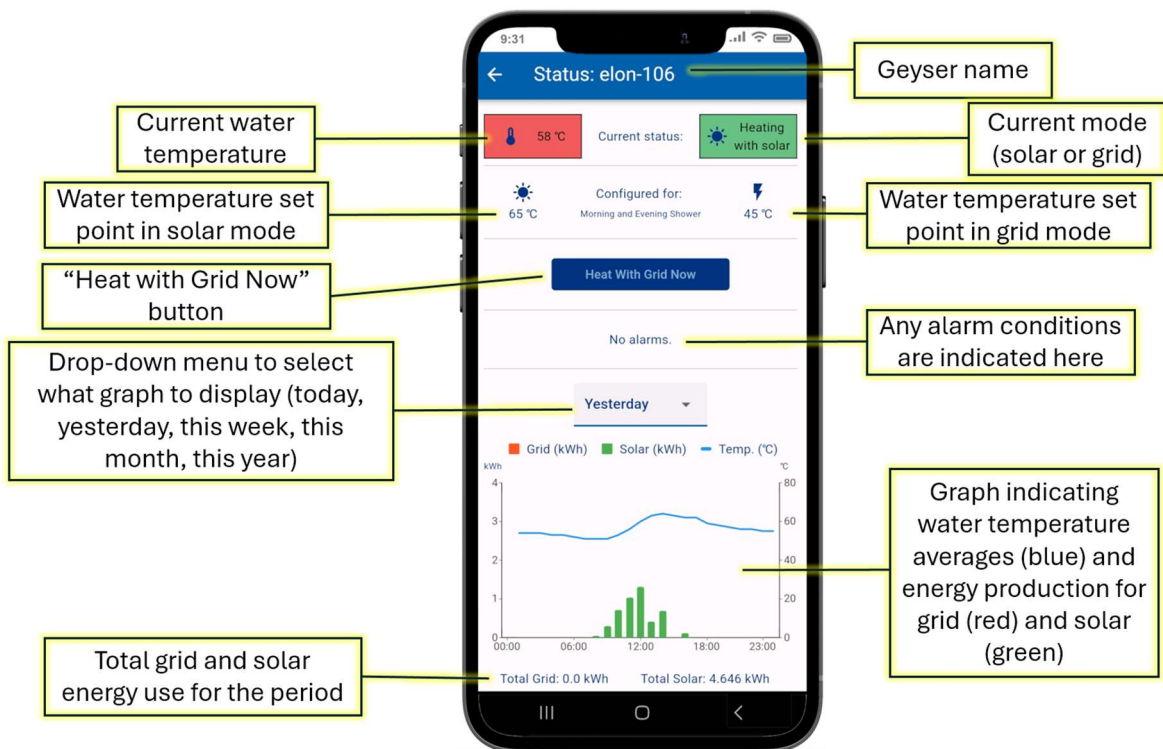 9:31
Status: elon-106
Geyser name
Current water
temperature
58 °C
Current status:
Heating
with solar
Current mode
(solar or grid)
Water temperature set
point in solar mode
65 °C
Configured for:
Morning and Evening Shower
45 °C
Water temperature set
point in grid mode
“Heat with Grid Now”
button
Heat With Grid Now
No alarms.
Any alarm conditions
are indicated here
Drop-down menu to select
what graph to display (today,
yesterday, this week, this
month, this year)
Yesterday
Grid (kWh) Solar (kWh) Temp. (°C)
kWh °C
4 80
3 60
2 40
1 20
0 0
00:00 06:00 12:00 18:00 23:00
Graph indicating
water temperature
averages (blue) and
energy production for
grid (red) and solar
(green)
Total grid and solar
energy use for the period
Total Grid: 0.0 kWh Total Solar: 4.646 kWh